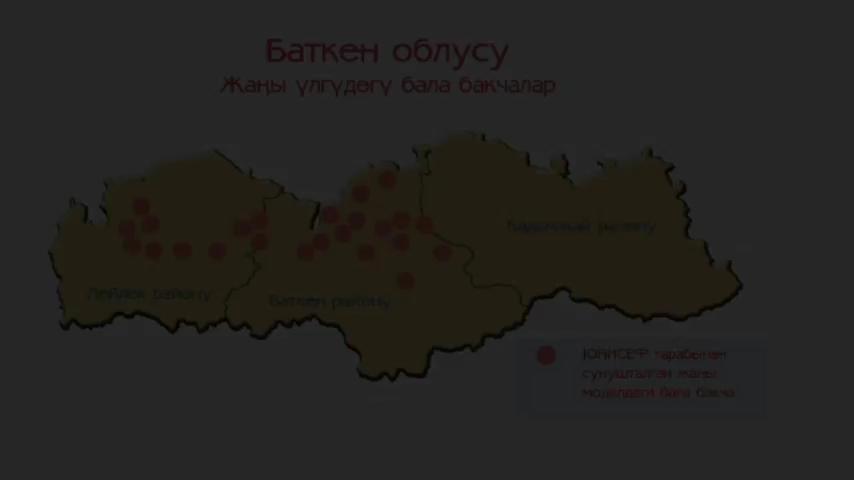 Баткен облусу
Жаңы үлгүдөгү бала бакчалар
Кадамжай району
Лейлек району
Баткен району
ЮНИСЕФ тарабынан
сунушталган жаңы
моделдеги бала бакча